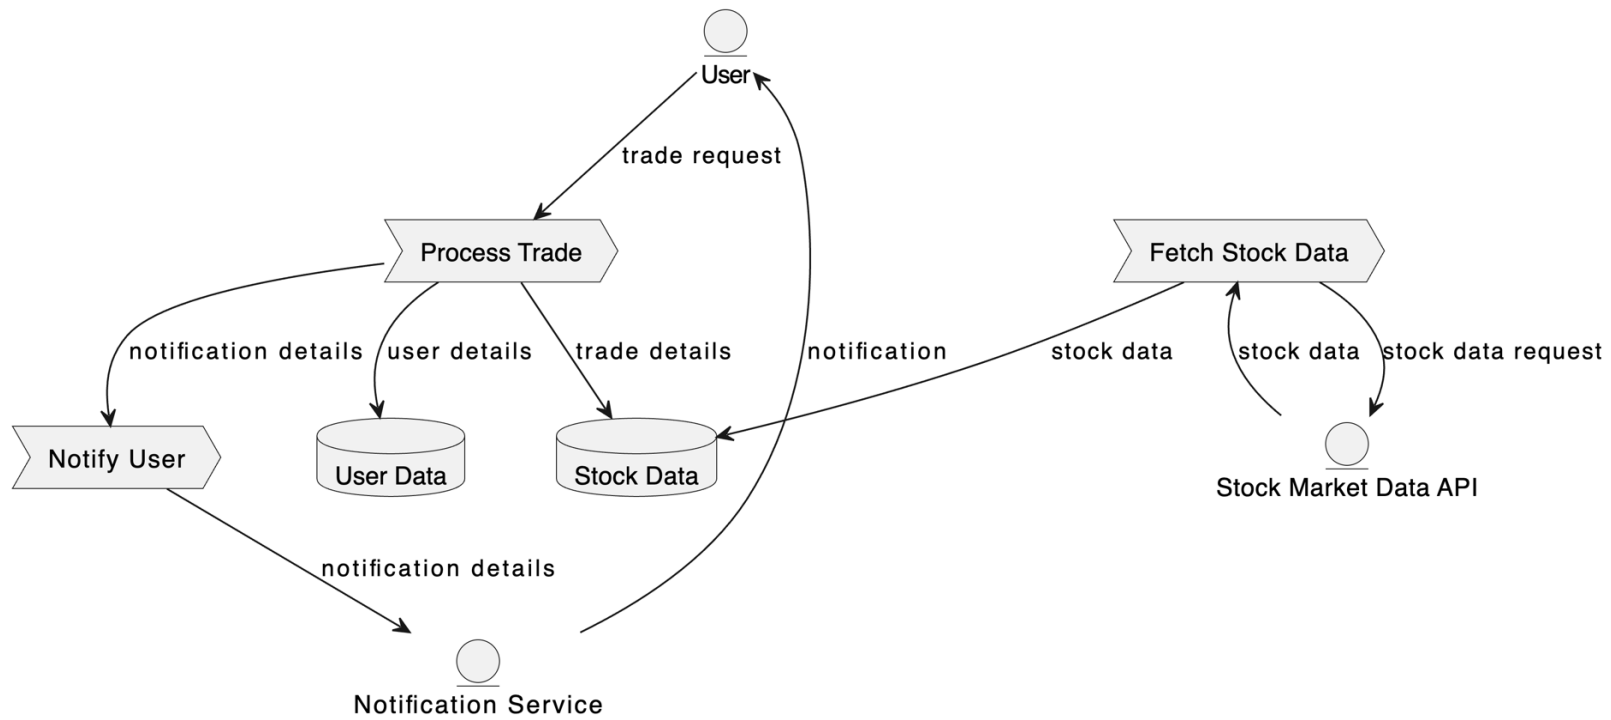 User
trade request
Process Trade
Fetch Stock Data
notification details
user details
trade details
notification
stock data
stock data
stock data request
Notify User
User Data
Stock Data
Stock Market Data API
notification details
Notification Service